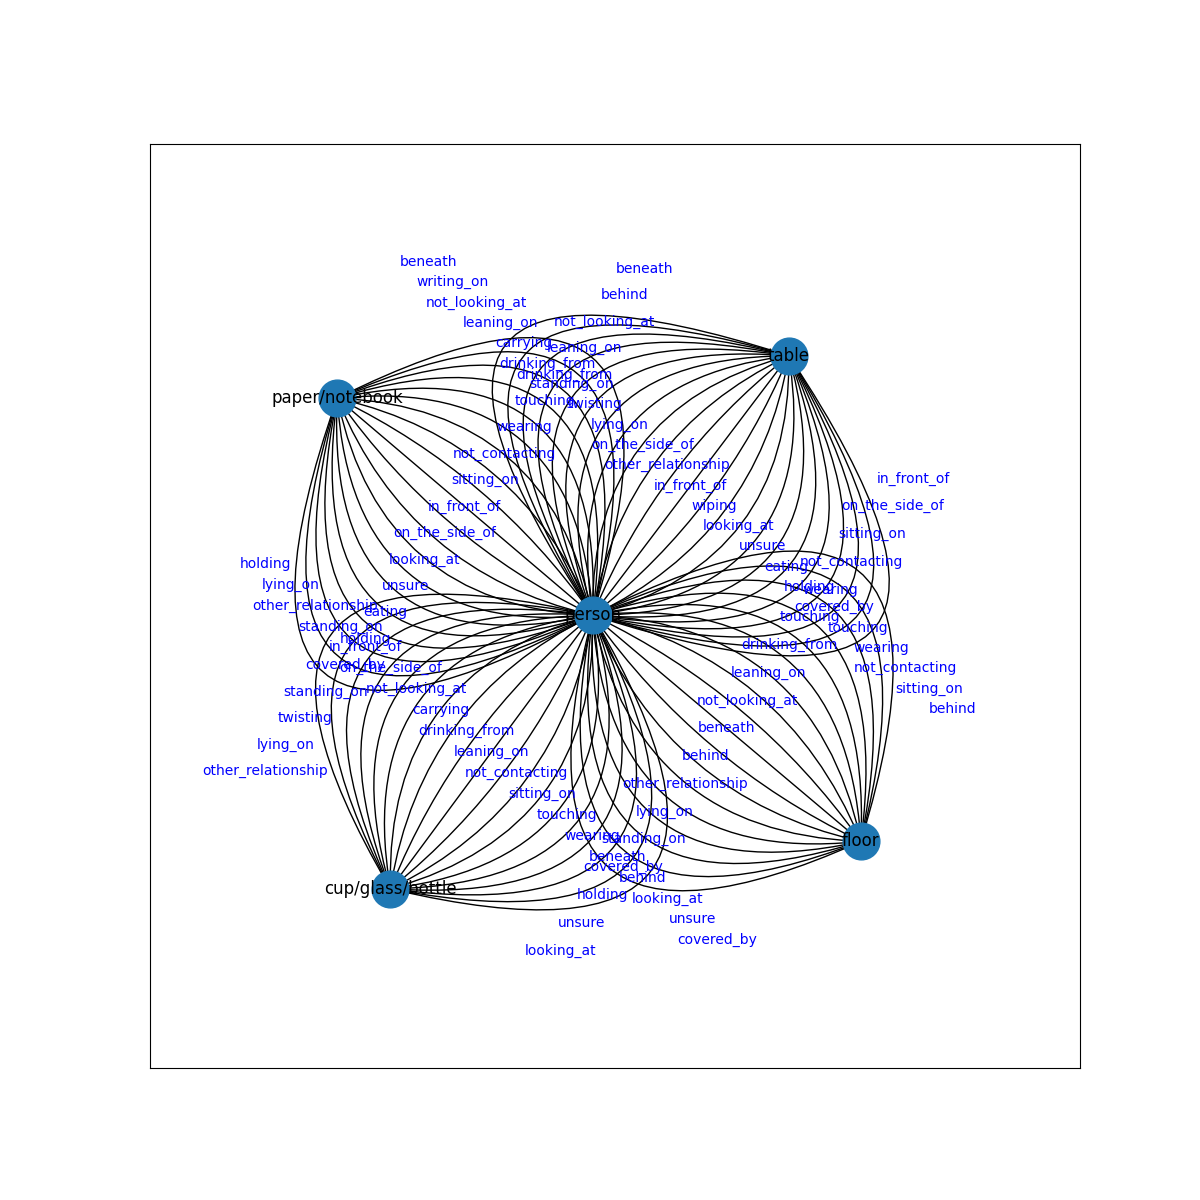 beneath
beneath
writing_on
behind
not_looking_at
leaning_on
not_looking_at
carrying
leaning_on
table
drinking_from
drinking_from
standing_on
paper/notebook
touching
twisting
wearing
lying_on
on_the_side_of
not_contacting
other_relationship
sitting_on
in_front_of
in_front_of
in_front_of
wiping
on_the_side_of
looking_at
on_the_side_of
sitting_on
unsure
looking_at
not_contacting
holding
eating
lying_on
unsure
holding
wearing
other_relationship
covered_by
eating
person
touching
standing_on
touching
holding
in_front_of
drinking_from
wearing
covered_by
on_the_side_of
not_contacting
leaning_on
standing_on
not_looking_at
sitting_on
not_looking_at
carrying
behind
twisting
beneath
drinking_from
lying_on
leaning_on
behind
other_relationship
not_contacting
other_relationship
sitting_on
lying_on
touching
wearing
standing_on
floor
beneath
covered_by
behind
cup/glass/bottle
holding
looking_at
unsure
unsure
covered_by
looking_at